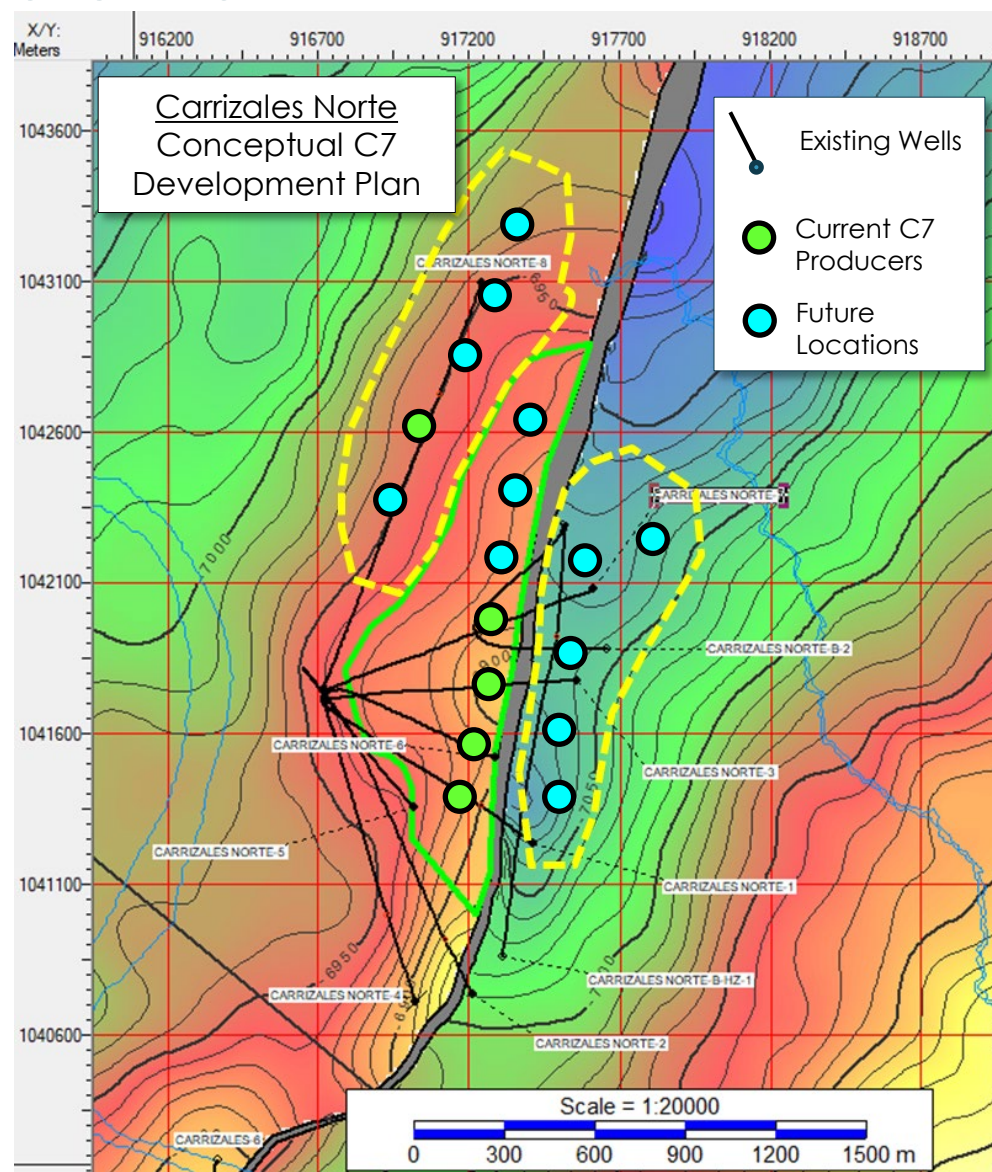 X/Y:
Meters
916200 916700 917200 917700 918200 918700
Carrizales Norte
Conceptual C7
Development Plan
Existing Wells
Current C7
Producers
Future
Locations
1043600
1043100
1042600
1042100
1041600
1041100
1040600
CARRIZALES NORTE-8
-6950
CARRIZALES NORTE-
-7000
CARRIZALES NORTE-B-2
CARRIZALES NORTE-6
CARRIZALES NORTE-3
-7050
CARRIZALES NORTE-5
CARRIZALES NORTE-1
-6950
CARRIZALES NORTE-B-HZ-1
CARRIZALES NORTE-4
CARRIZALES NORTE-2
CARRIZALES-6
Scale = 1:20000
0 300 600 900 1200 1500 m